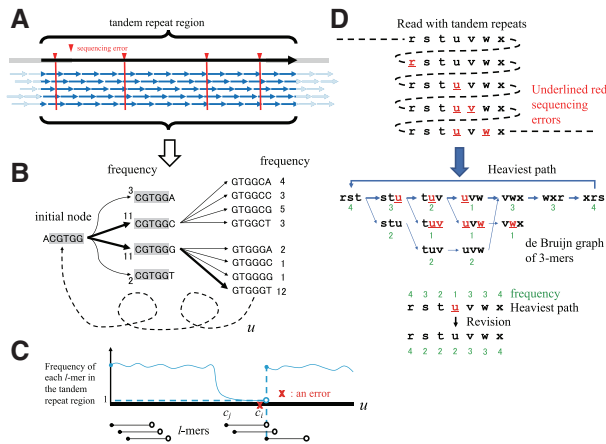 A
tandem repeat region
sequencing error
B
frequency
frequency
initial node
ACGTGG
3
CGTGGA
11
CGTGGC
11
CGTGGG
2
CGTGGT
GTGGCA 4
GTGGCC 3
GTGGCG 5
GTGGCT 3
GTGGGA 2
GTGGGC 1
GTGGGG 1
GTGGGT 12
u
C
Frequency of
each l-mer in
the tandem
repeat region
1
x : an error
u
cj ci
l-mers
D
Read with tandem repeats
r s t u v w x
r s t u v w x
r s t u v w x
r s t u v w x
r s t u v w x
Underlined red
sequencing
errors
Heaviest path
rst stu tuv uvw vwx wxr xrs
4 2 2 1 3 3 4
stu tuv uvw vwx
2 1 1 1
tuv uvw
2 2
de Bruijn graph
of 3-mers
4 3 2 1 3 3 4 frequency
r s t u v w x Heaviest path
Revision
r s t u v w x
4 2 2 2 3 3 4